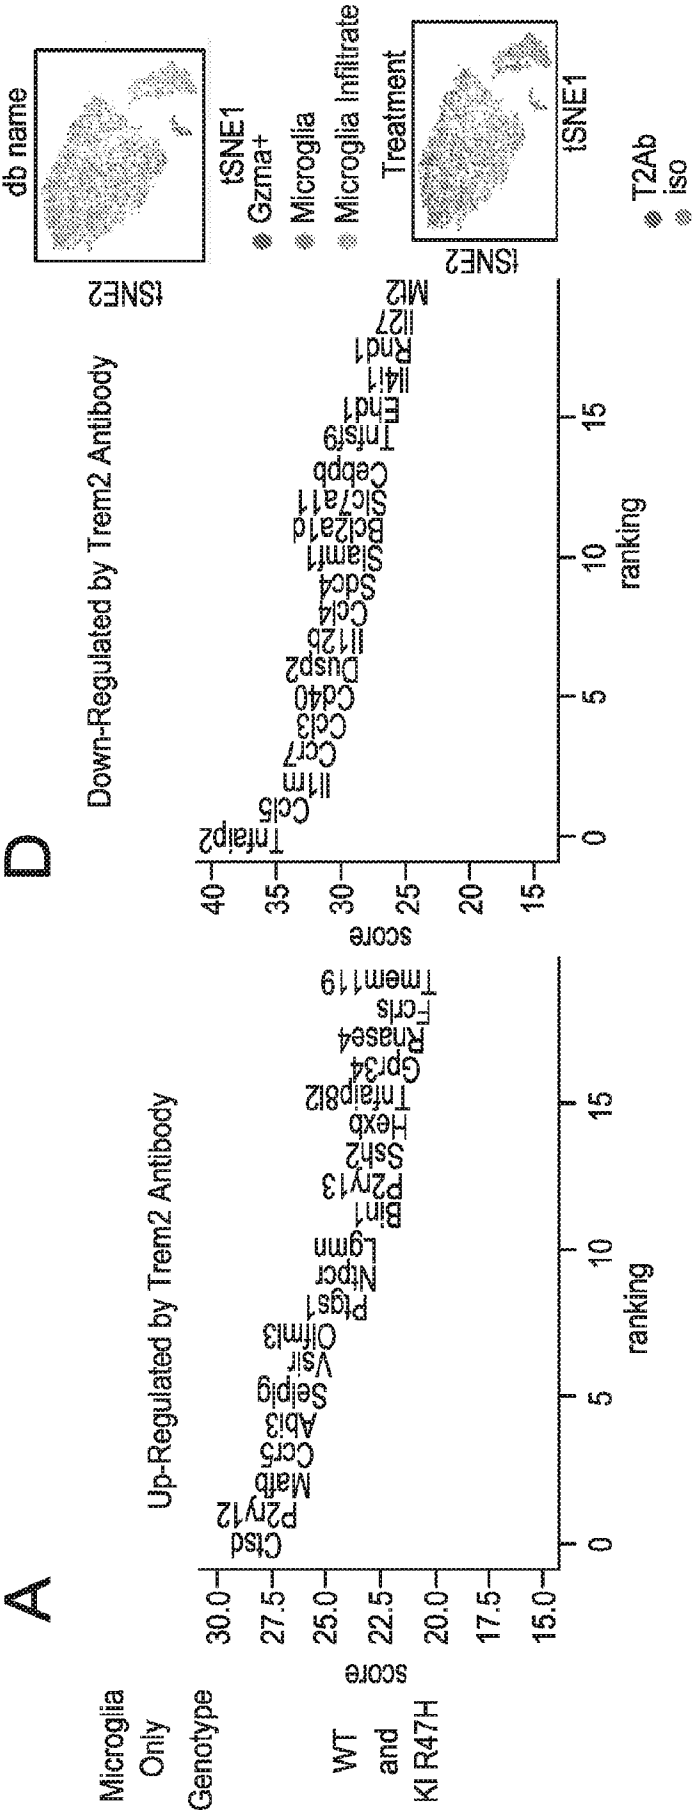 Microglia
Only
Genotype
WT
and
KI R47H
A
Up-Regulated by Trem2 Antibody
score
30.0
27.5
25.0
22.5
20.0
17.5
15.0
Ctsd
P2ry12
Mafb
Ccr5
Abi3
Selplg
Vsir
Olfml3
Ptgs1
Ntpcr
Lgmn
Bin1
P2ry13
Ssh2
Hexb
Tnfaip8l2
Gpr34
Rnase4
Fcrls
Tmem119
0
5
10
15
ranking
D
Down-Regulated by Trem2 Antibody
score
40
35
30
25
20
15
Tnfaip2
Ccl5
Il1rn
Ccr7
Ccl3
Cd40
Dusp2
Il12b
Ccl4
Sdc4
Slamf1
Bcl2a1d
Slc7a11
Cebpb
Tnfsf9
Ehd1
Il4i1
Rnd1
Il27
Mt2
0
5
10
15
ranking
db name
tSNE2
tSNE1
Gzma+
Microglia
Microglia Infiltrate
Treatment
tSNE2
tSNE1
T2Ab
iso